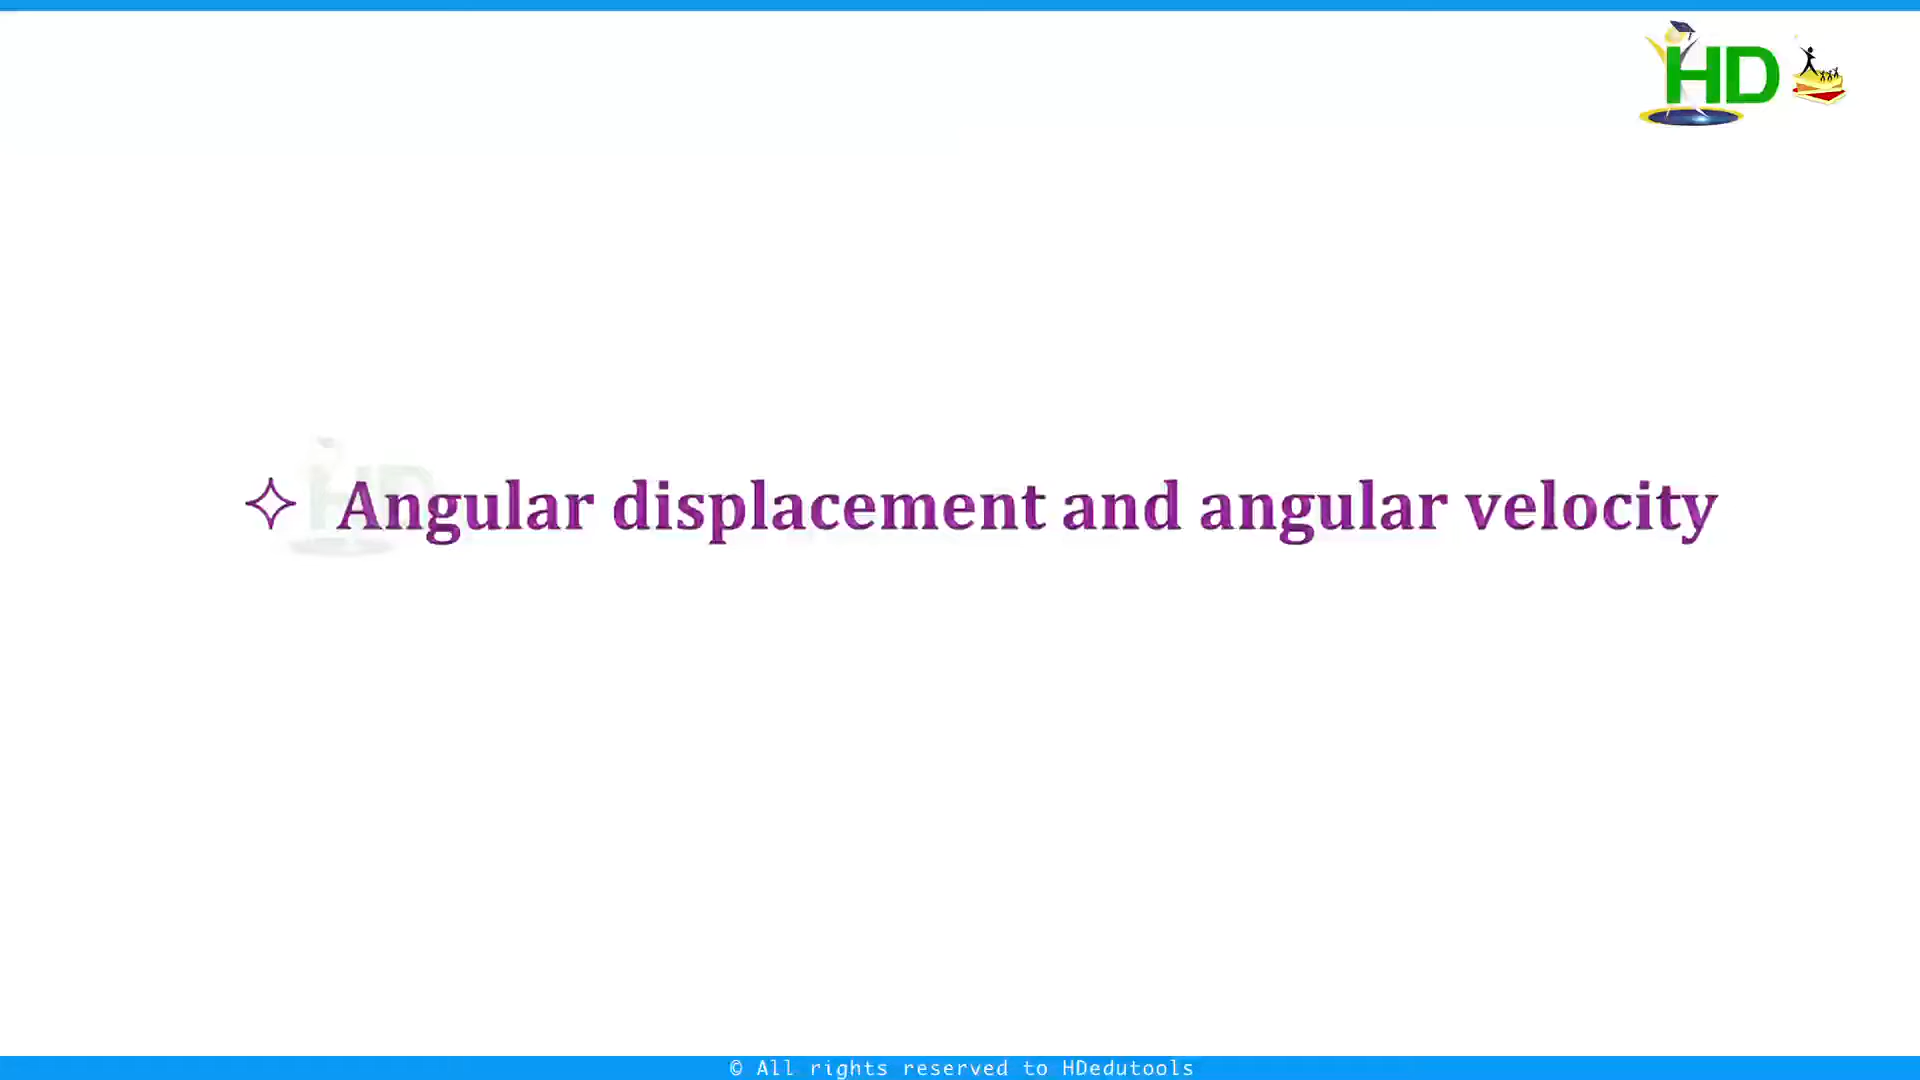 HD
✧ Angular displacement and angular velocity
© All rights reserved to HDedutools